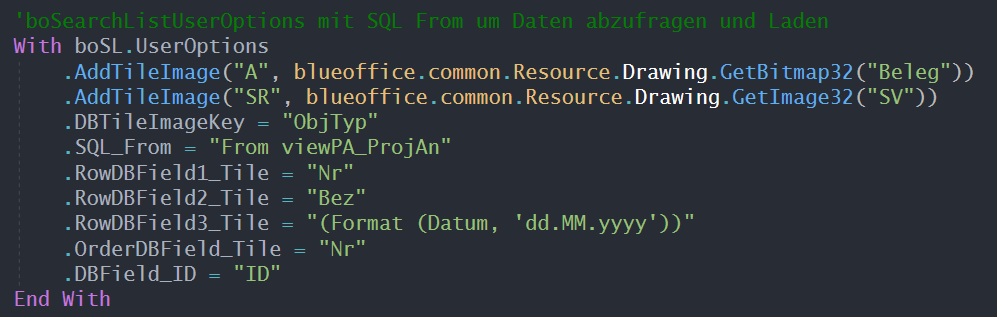 'boSearchListUserOptions mit SQL From um Daten abzufragen und Laden
With boSL.UserOptions
.AddTileImage("A", blueoffice.common.Resource.Drawing.GetBitmap32("Beleg"))
.AddTileImage("SR", blueoffice.common.Resource.Drawing.GetImage32("SV"))
.DBTileImageKey = "ObjTyp"
.SQL_From = "From viewPA_ProjAn"
.RowDBField1_Tile = "Nr"
.RowDBField2_Tile = "Bez"
.RowDBField3_Tile = "(Format (Datum, 'dd.MM.yyyy'))"
.OrderDBField_Tile = "Nr"
.DBField_ID = "ID"
End With